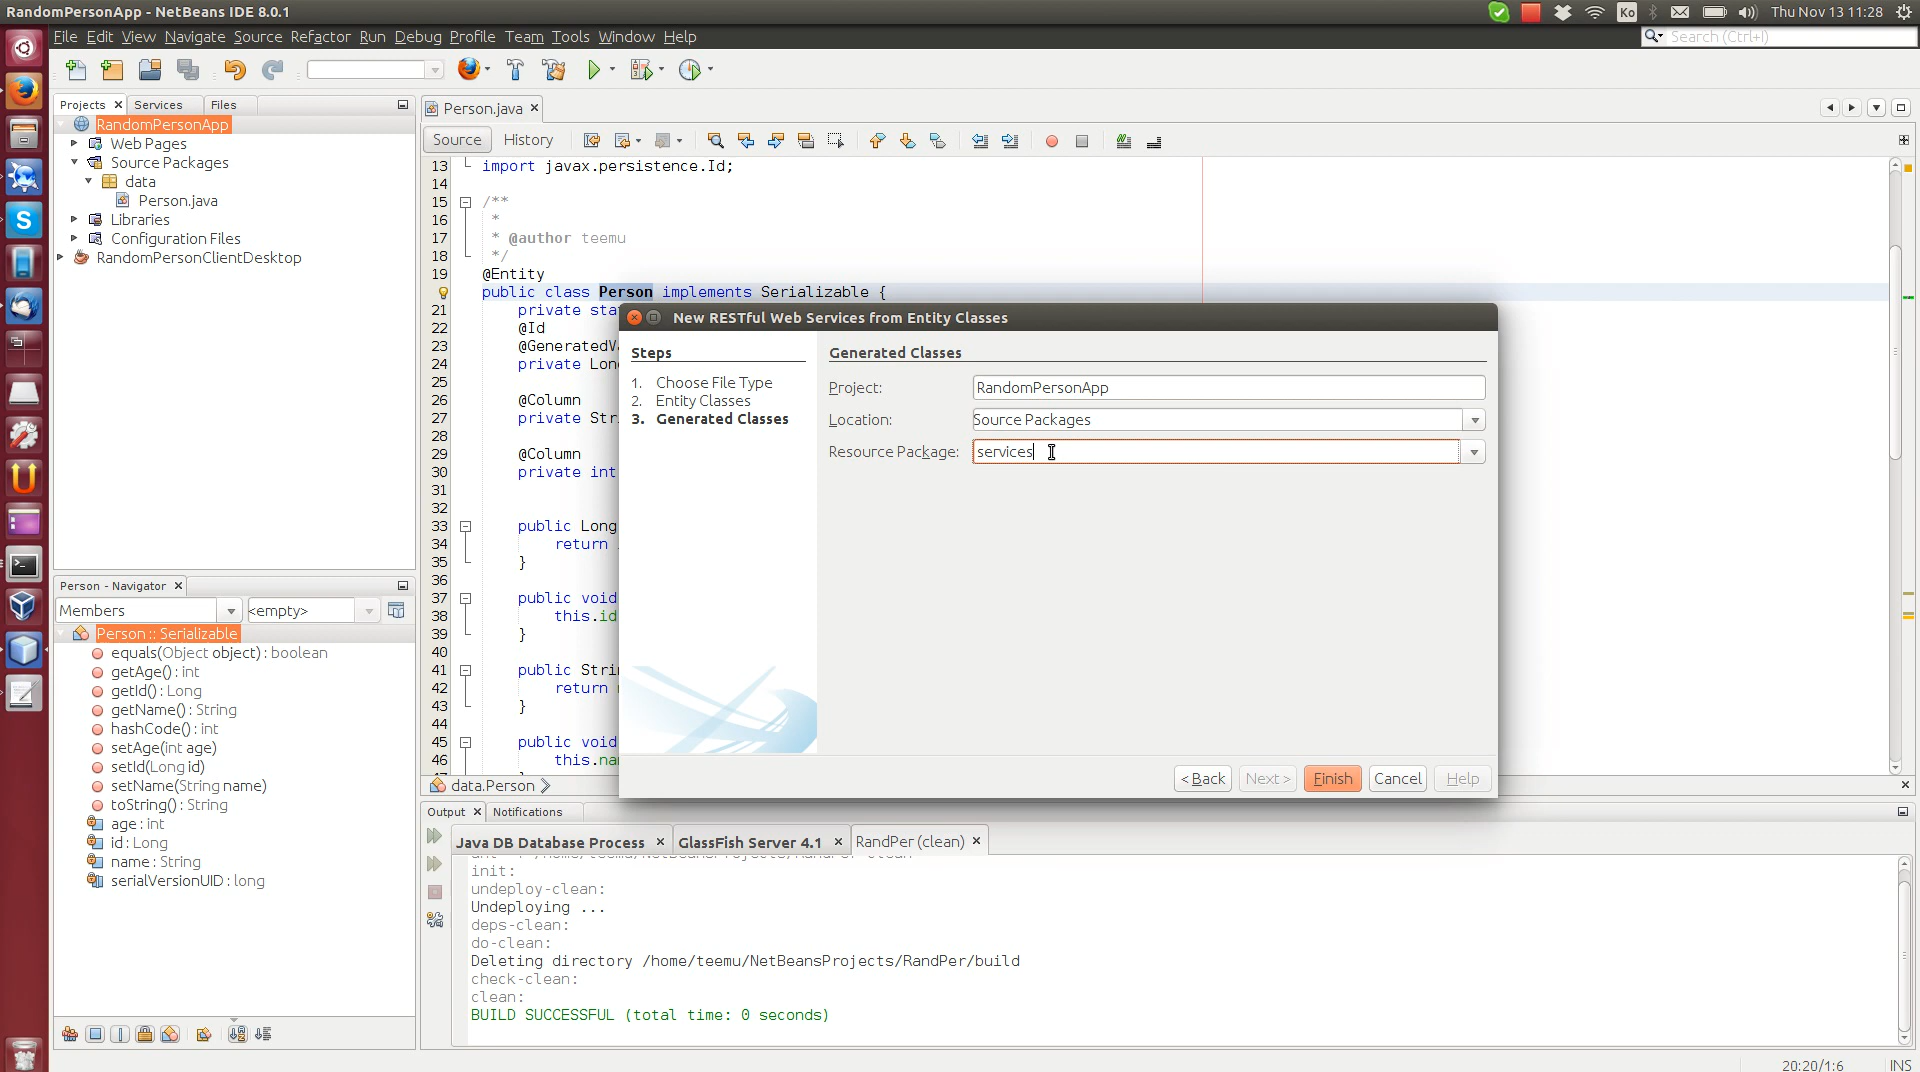 RandomPersonApp - NetBeans IDE 8.0.1
Ko
Thu Nov 13 11:28
File Edit View Navigate Source Refactor Run Debug Profile Team Tools Window Help
Search (Ctrl+I)
Projects
Services
Files
RandomPersonApp
Web Pages
Source Packages
data
Person.java
Libraries
Configuration Files
RandomPersonClientDesktop
Person - Navigator
Members
<empty>
Person :: Serializable
equals(Object object) : boolean
getAge() : int
getId() : Long
getName() : String
hashCode() : int
setAge(int age)
setId(Long id)
setName(String name)
toString() : String
age : int
id : Long
name : String
serialVersionUID : long
Person.java
Source
History
13 import javax.persistence.Id;
14
15 /**
16 *
17 * @author teemu
18 */
19 @Entity
public class Person implements Serializable {
21 private sta
22 @Id
23 @GeneratedVa
24 private Lon
25
26 @Column
27 private Stri
28
29 @Column
30 private int
31
32
33 public Long
34 return
35 }
36
37 public void
38 this.id
39 }
40
41 public Stri
42 return
43 }
44
45 public void
46 this.na
data.Person
New RESTful Web Services from Entity Classes
Steps
1. Choose File Type
2. Entity Classes
3. Generated Classes
Generated Classes
Project: RandomPersonApp
Location: Source Packages
Resource Package: services
< Back
Next >
Finish
Cancel
Help
Output
Notifications
Java DB Database Process
GlassFish Server 4.1
RandPer (clean)
init:
undeploy-clean:
Undeploying ...
deps-clean:
do-clean:
Deleting directory /home/teemu/NetBeansProjects/RandPer/build
check-clean:
clean:
BUILD SUCCESSFUL (total time: 0 seconds)
20:20/1:6
INS